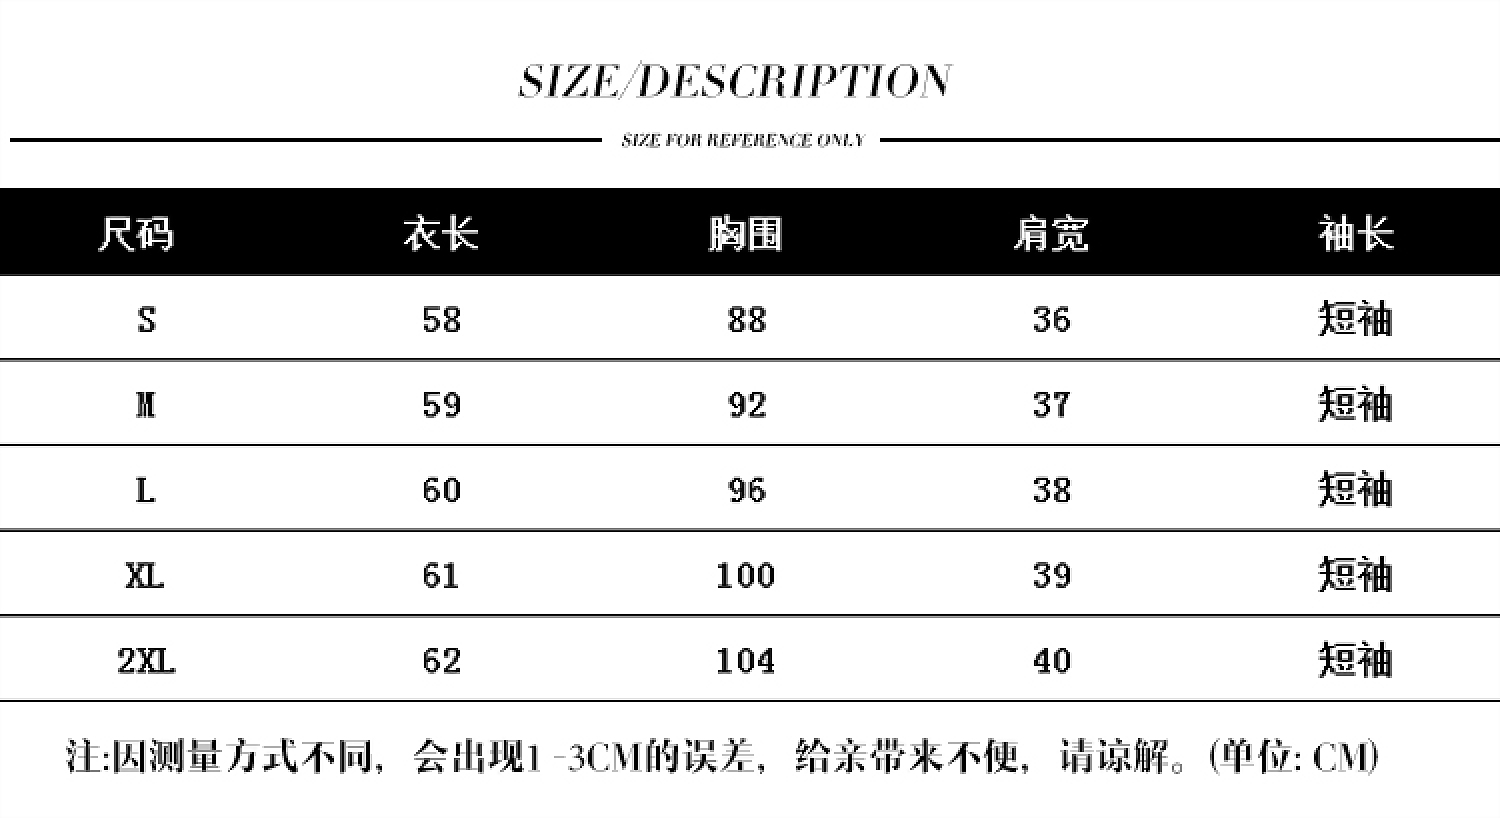 SIZE/DESCRIPTION
SIZE FOR REFERENCE ONLY
尺码 衣长 胸围 肩宽 袖长
S 58 88 36 短袖
M 59 92 37 短袖
L 60 96 38 短袖
XL 61 100 39 短袖
2XL 62 104 40 短袖
注:因测量方式不同，会出现1-3CM的误差，给亲带来不便，请谅解。(单位: CM)